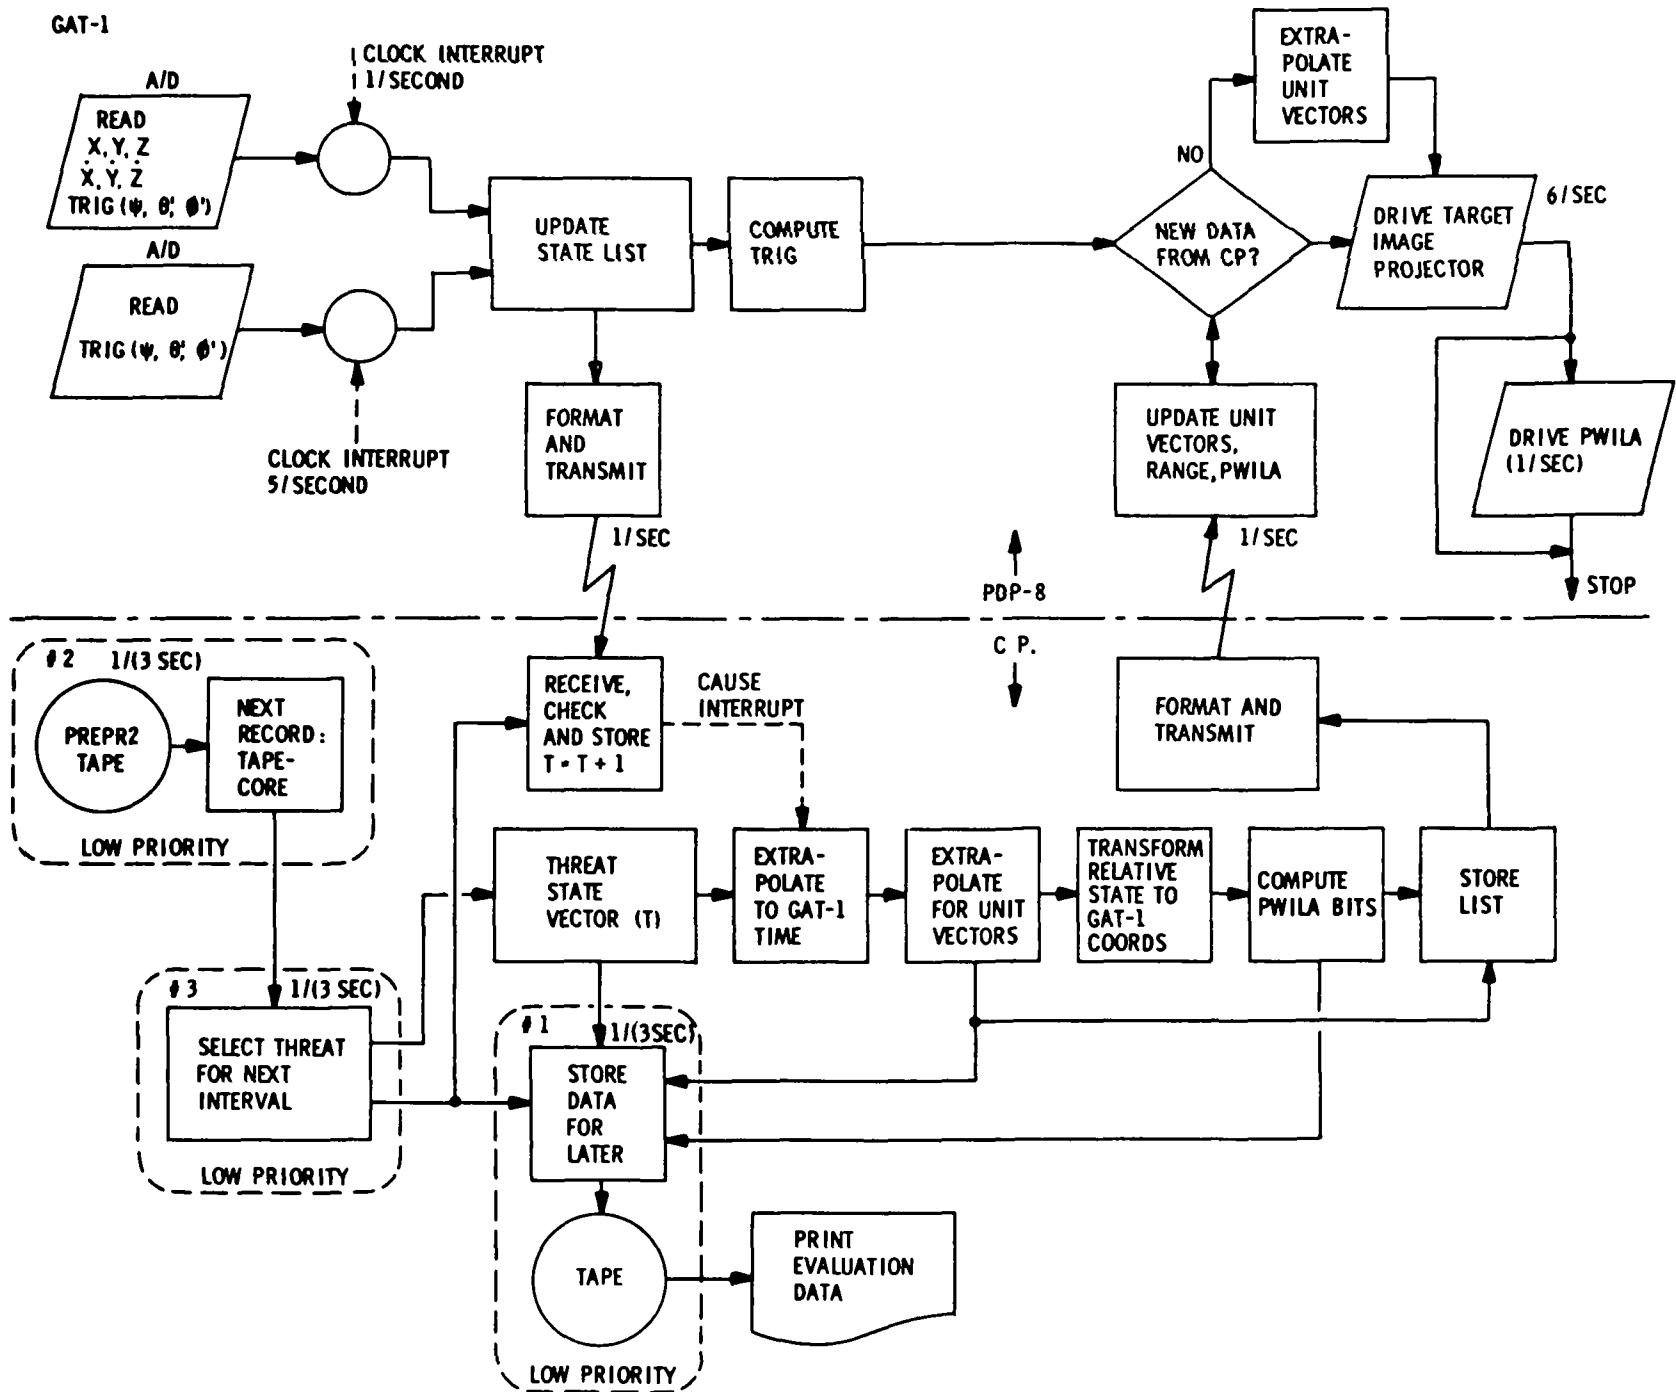 GAT-1
CLOCK INTERRUPT
1/SECOND
A/D
READ
X, Y, Z
Ẋ, Ẏ, Ż
TRIG (ψ, θ', ϕ')
A/D
READ
TRIG (ψ, θ', ϕ')
CLOCK INTERRUPT
5/SECOND
UPDATE
STATE LIST
COMPUTE
TRIG
FORMAT
AND
TRANSMIT
1/SEC
EXTRA-
POLATE
UNIT
VECTORS
NO
NEW DATA
FROM CP?
DRIVE TARGET
IMAGE
PROJECTOR
6/SEC
UPDATE UNIT
VECTORS,
RANGE, PWILA
1/SEC
DRIVE PWILA
(1/SEC)
STOP
PDP-8
C P.
#2 1/(3 SEC)
PREPR2
TAPE
NEXT
RECORD:
TAPE-
CORE
LOW PRIORITY
RECEIVE,
CHECK
AND STORE
T = T + 1
CAUSE
INTERRUPT
FORMAT AND
TRANSMIT
THREAT
STATE
VECTOR (T)
EXTRA-
POLATE
TO GAT-1
TIME
EXTRA-
POLATE
FOR UNIT
VECTORS
TRANSFORM
RELATIVE
STATE TO
GAT-1
COORDS
COMPUTE
PWILA BITS
STORE
LIST
#3 1/(3 SEC)
SELECT THREAT
FOR NEXT
INTERVAL
LOW PRIORITY
#1
1/(3SEC)
STORE
DATA
FOR
LATER
TAPE
LOW PRIORITY
PRINT
EVALUATION
DATA